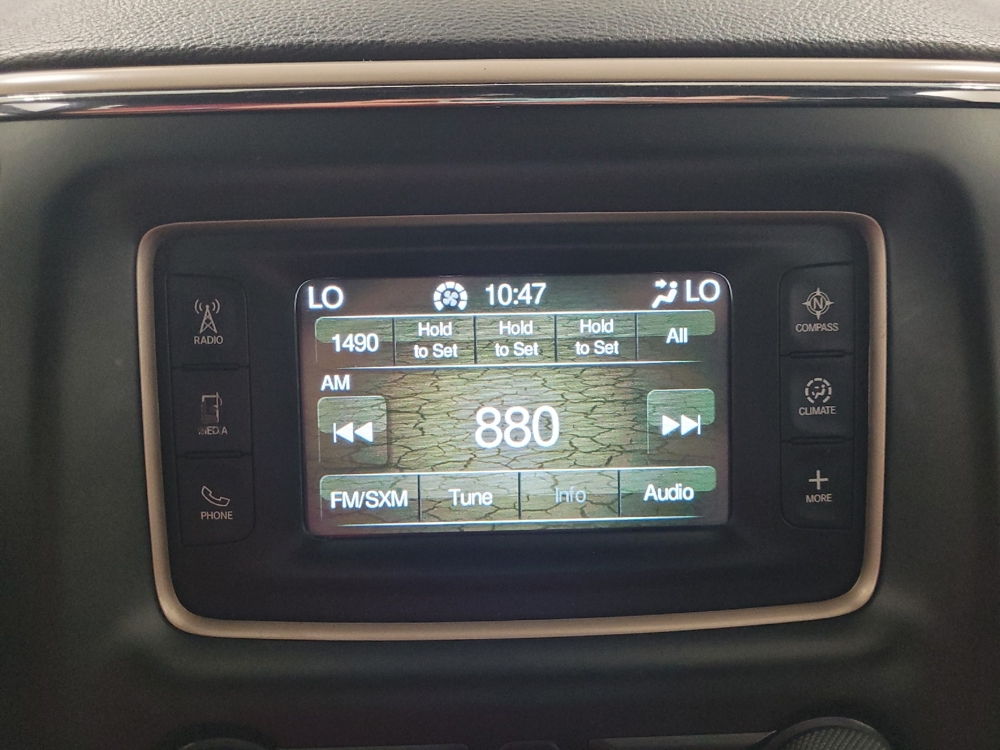 LO 10:47 LO
1490 Hold to Set Hold to Set Hold to Set All
AM
880
FM/SXM Tune Info Audio
RADIO
MEDIA
PHONE
N
COMPASS
CLIMATE
MORE